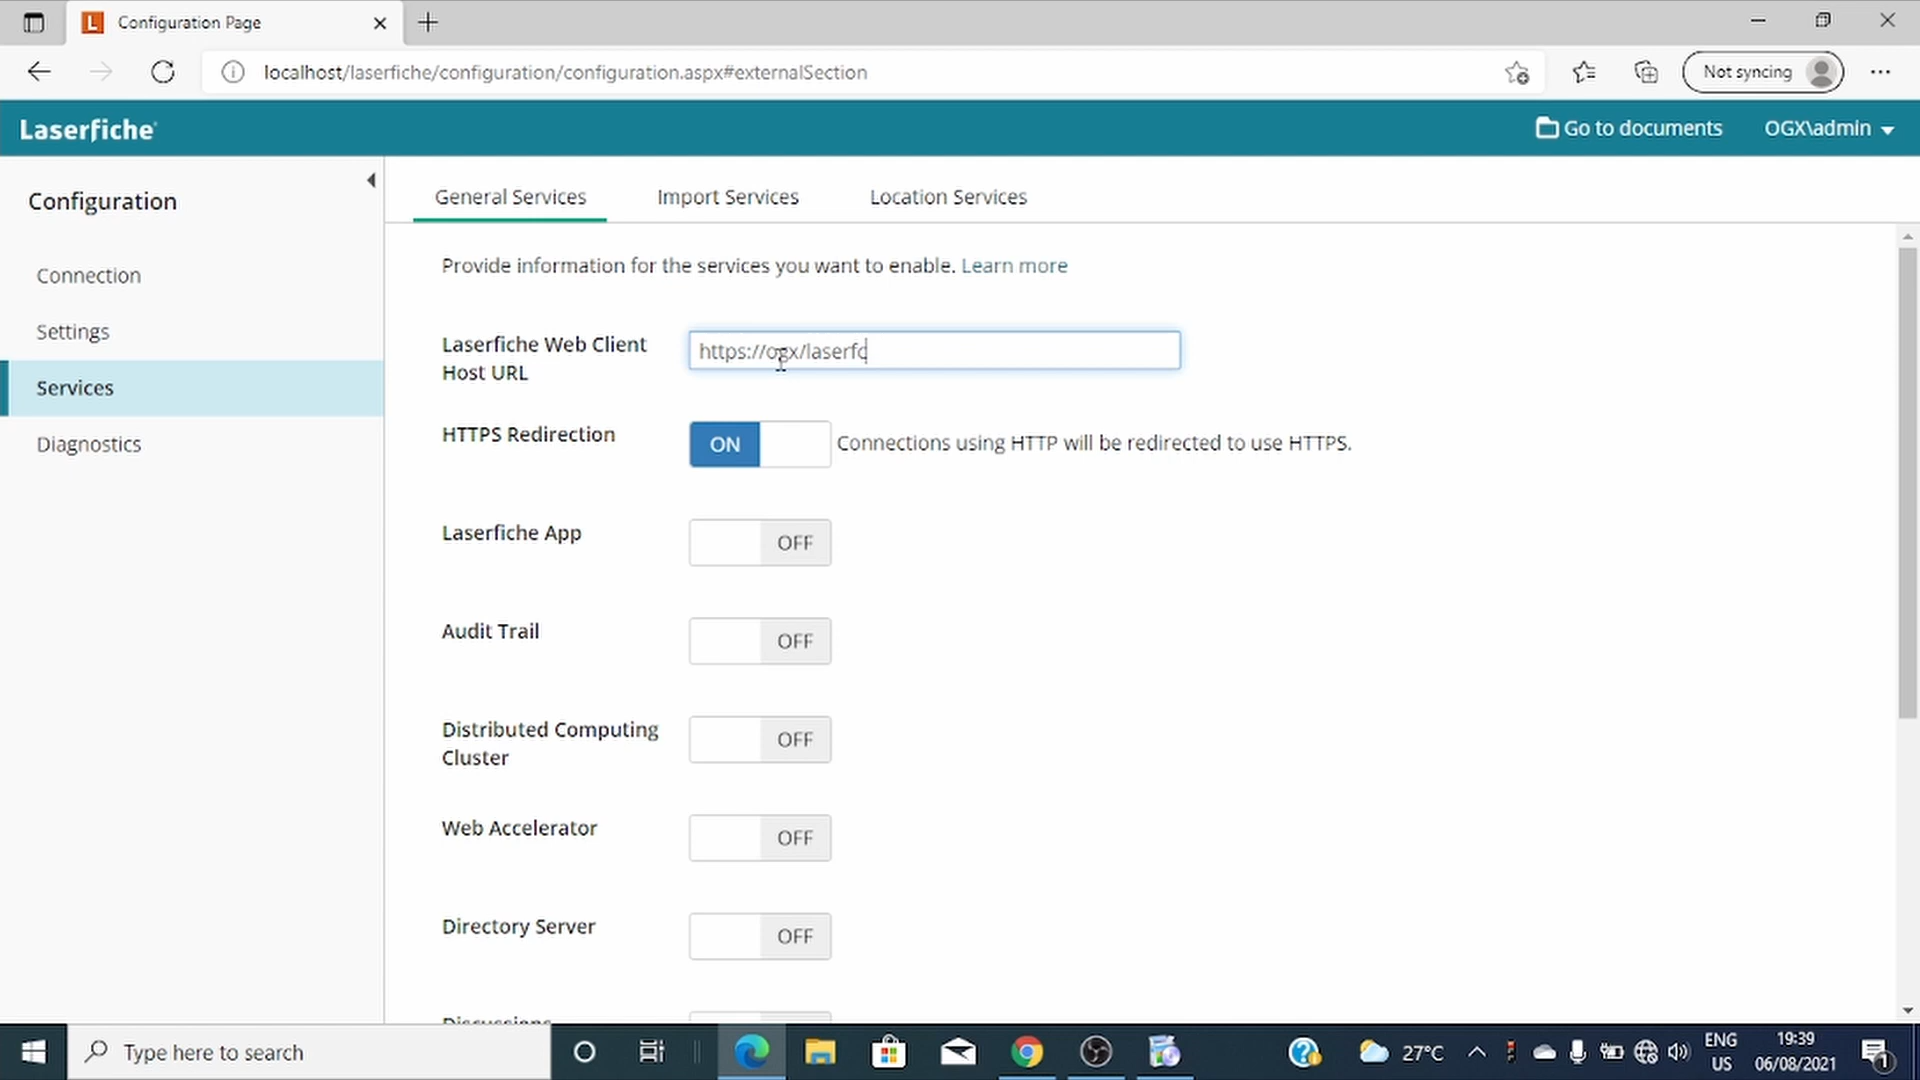 Configuration Page
localhost/laserfiche/configuration/configuration.aspx#externalSection
Not syncing
Laserfiche
Go to documents
OGX\admin
Configuration
Connection
Settings
Services
Diagnostics
General Services
Import Services
Location Services
Provide information for the services you want to enable. Learn more
Laserfiche Web Client
Host URL
https://ogx/laserfc
HTTPS Redirection
ON
Connections using HTTP will be redirected to use HTTPS.
Laserfiche App
OFF
Audit Trail
OFF
Distributed Computing
Cluster
OFF
Web Accelerator
OFF
Directory Server
OFF
Discussions
Type here to search
27°C
ENG
US
19:39
06/08/2021
1